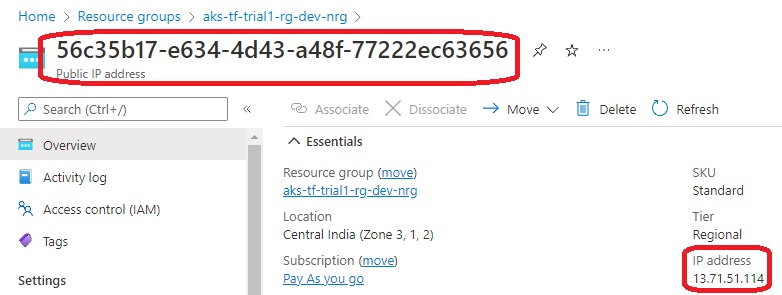 Home > Resource groups > aks-tf-trial1-rg-dev-nrg >
56c35b17-e634-4d43-a48f-77222ec63656
Public IP address
Search (Ctrl+/)
«
Associate
Dissociate
Move
Delete
Refresh
Overview
Activity log
Access control (IAM)
Tags
Settings
Essentials
Resource group (move)
aks-tf-trial1-rg-dev-nrg
Location
Central India (Zone 3, 1, 2)
Subscription (move)
Pay As you go
SKU
Standard
Tier
Regional
IP address
13.71.51.114